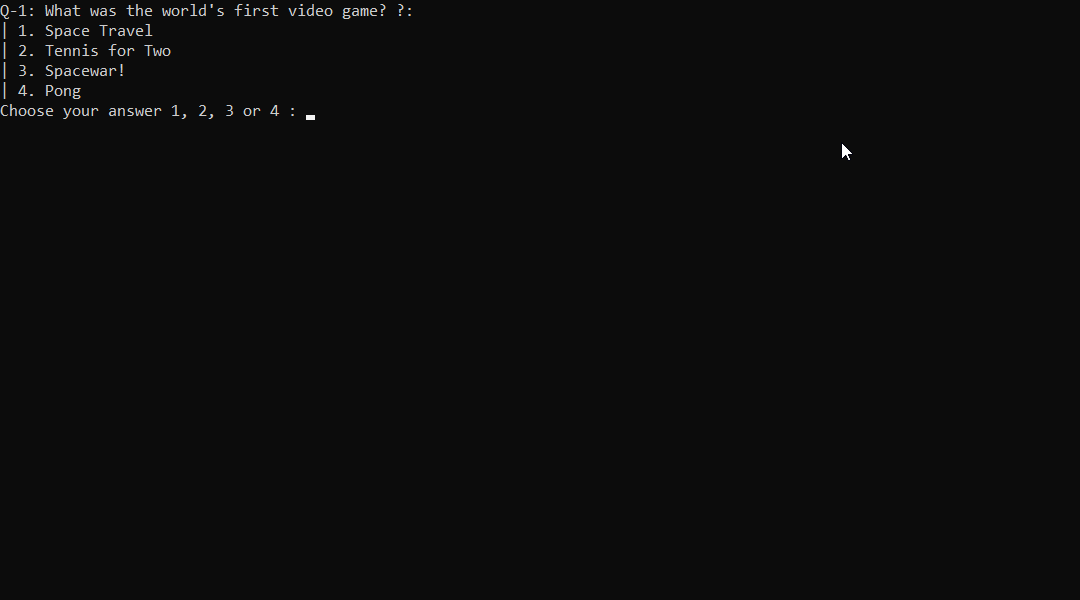 Q-1: What was the world's first video game? ?:
| 1. Space Travel
| 2. Tennis for Two
| 3. Spacewar!
| 4. Pong
Choose your answer 1, 2, 3 or 4 :